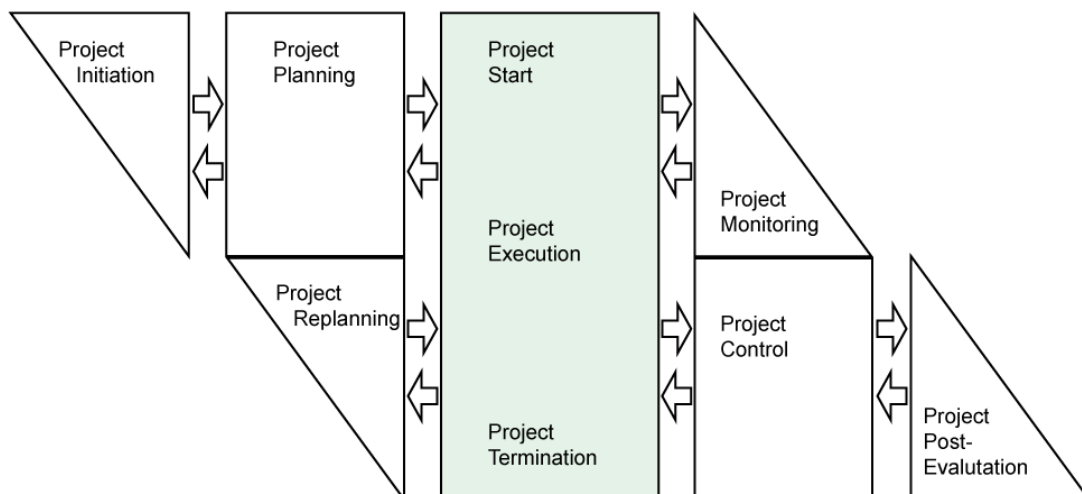 Project
Initiation
Project
Planning
Project
Start
Project
Monitoring
Project
Execution
Project
Replanning
Project
Control
Project
Termination
Project
Post-
Evalutation